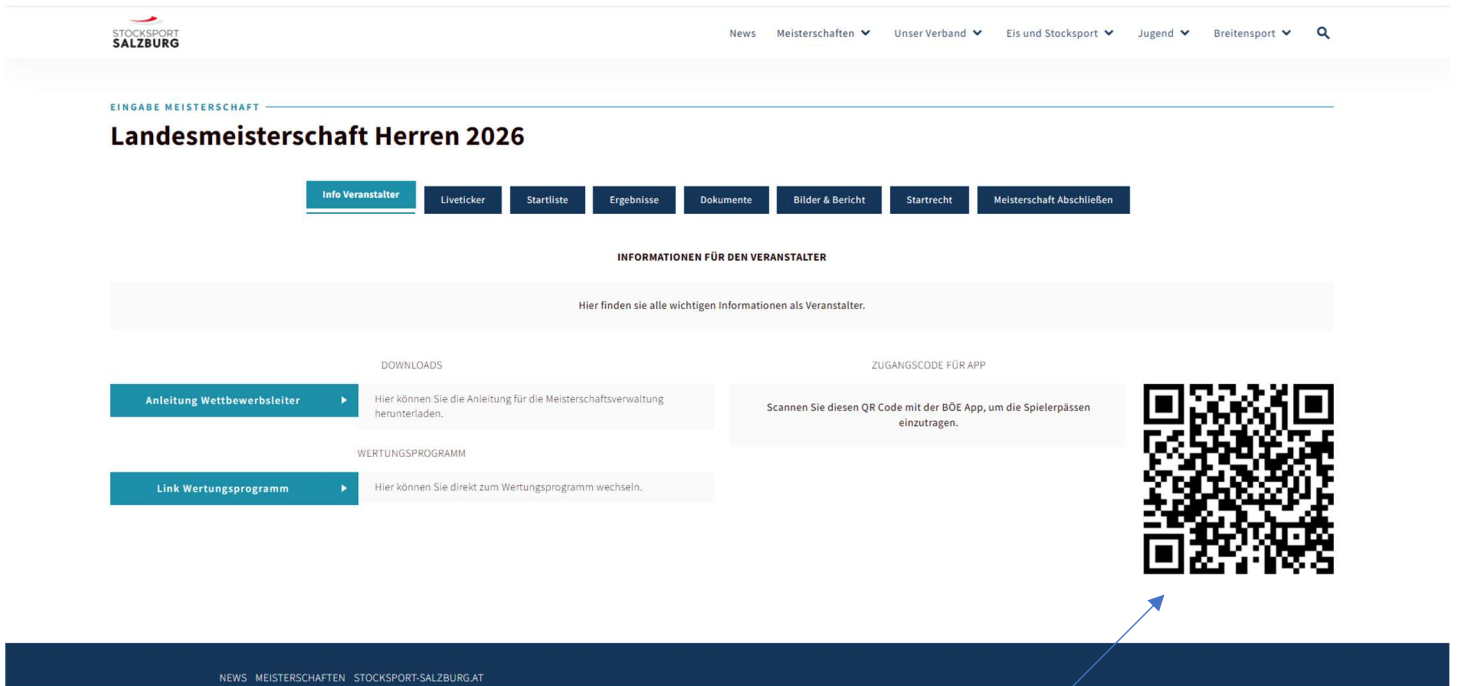 STOCKSPORT
SALZBURG
News Meisterschaften Unser Verband Eis und Stocksport Jugend Breitensport
EINGABE MEISTERSCHAFT
Landesmeisterschaft Herren 2026
Info Veranstalter Liveticker Startliste Ergebnisse Dokumente Bilder & Bericht Startrecht Meisterschaft Abschließen
INFORMATIONEN FÜR DEN VERANSTALTER
Hier finden sie alle wichtigen Informationen als Veranstalter.
DOWNLOADS
Anleitung Wettbewerbsleiter
Hier können Sie die Anleitung für die Meisterschaftsverwaltung
herunterladen.
WERTUNGSPROGRAMM
Link Wertungsprogramm
Hier können Sie direkt zum Wertungsprogramm wechseln.
ZUGANGSCODE FÜR APP
Scannen Sie diesen QR Code mit der BÖE App, um die Spielerpässen
einzutragen.
NEWS MEISTERSCHAFTEN STOCKSPORT-SALZBURG.AT